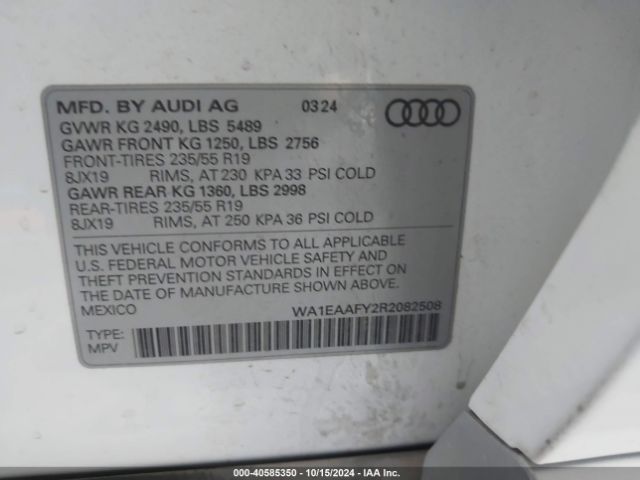 MFD. BY AUDI AG 03 24
GVWR KG 2490, LBS 5489
GAWR FRONT KG 1250, LBS 2756
FRONT-TIRES 235/55 R19
8JX19 RIMS, AT 230 KPA 33 PSI COLD
GAWR REAR KG 1360, LBS 2998
REAR-TIRES 235/55 R19
8JX19 RIMS, AT 250 KPA 36 PSI COLD
THIS VEHICLE CONFORMS TO ALL APPLICABLE
U.S. FEDERAL MOTOR VEHICLE SAFETY AND
THEFT PREVENTION STANDARDS IN EFFECT ON
THE DATE OF MANUFACTURE SHOWN ABOVE.
MEXICO WA1EAAFY2R2082508
TYPE:
MPV
000-40585350 - 10/15/2024 - IAA Inc.